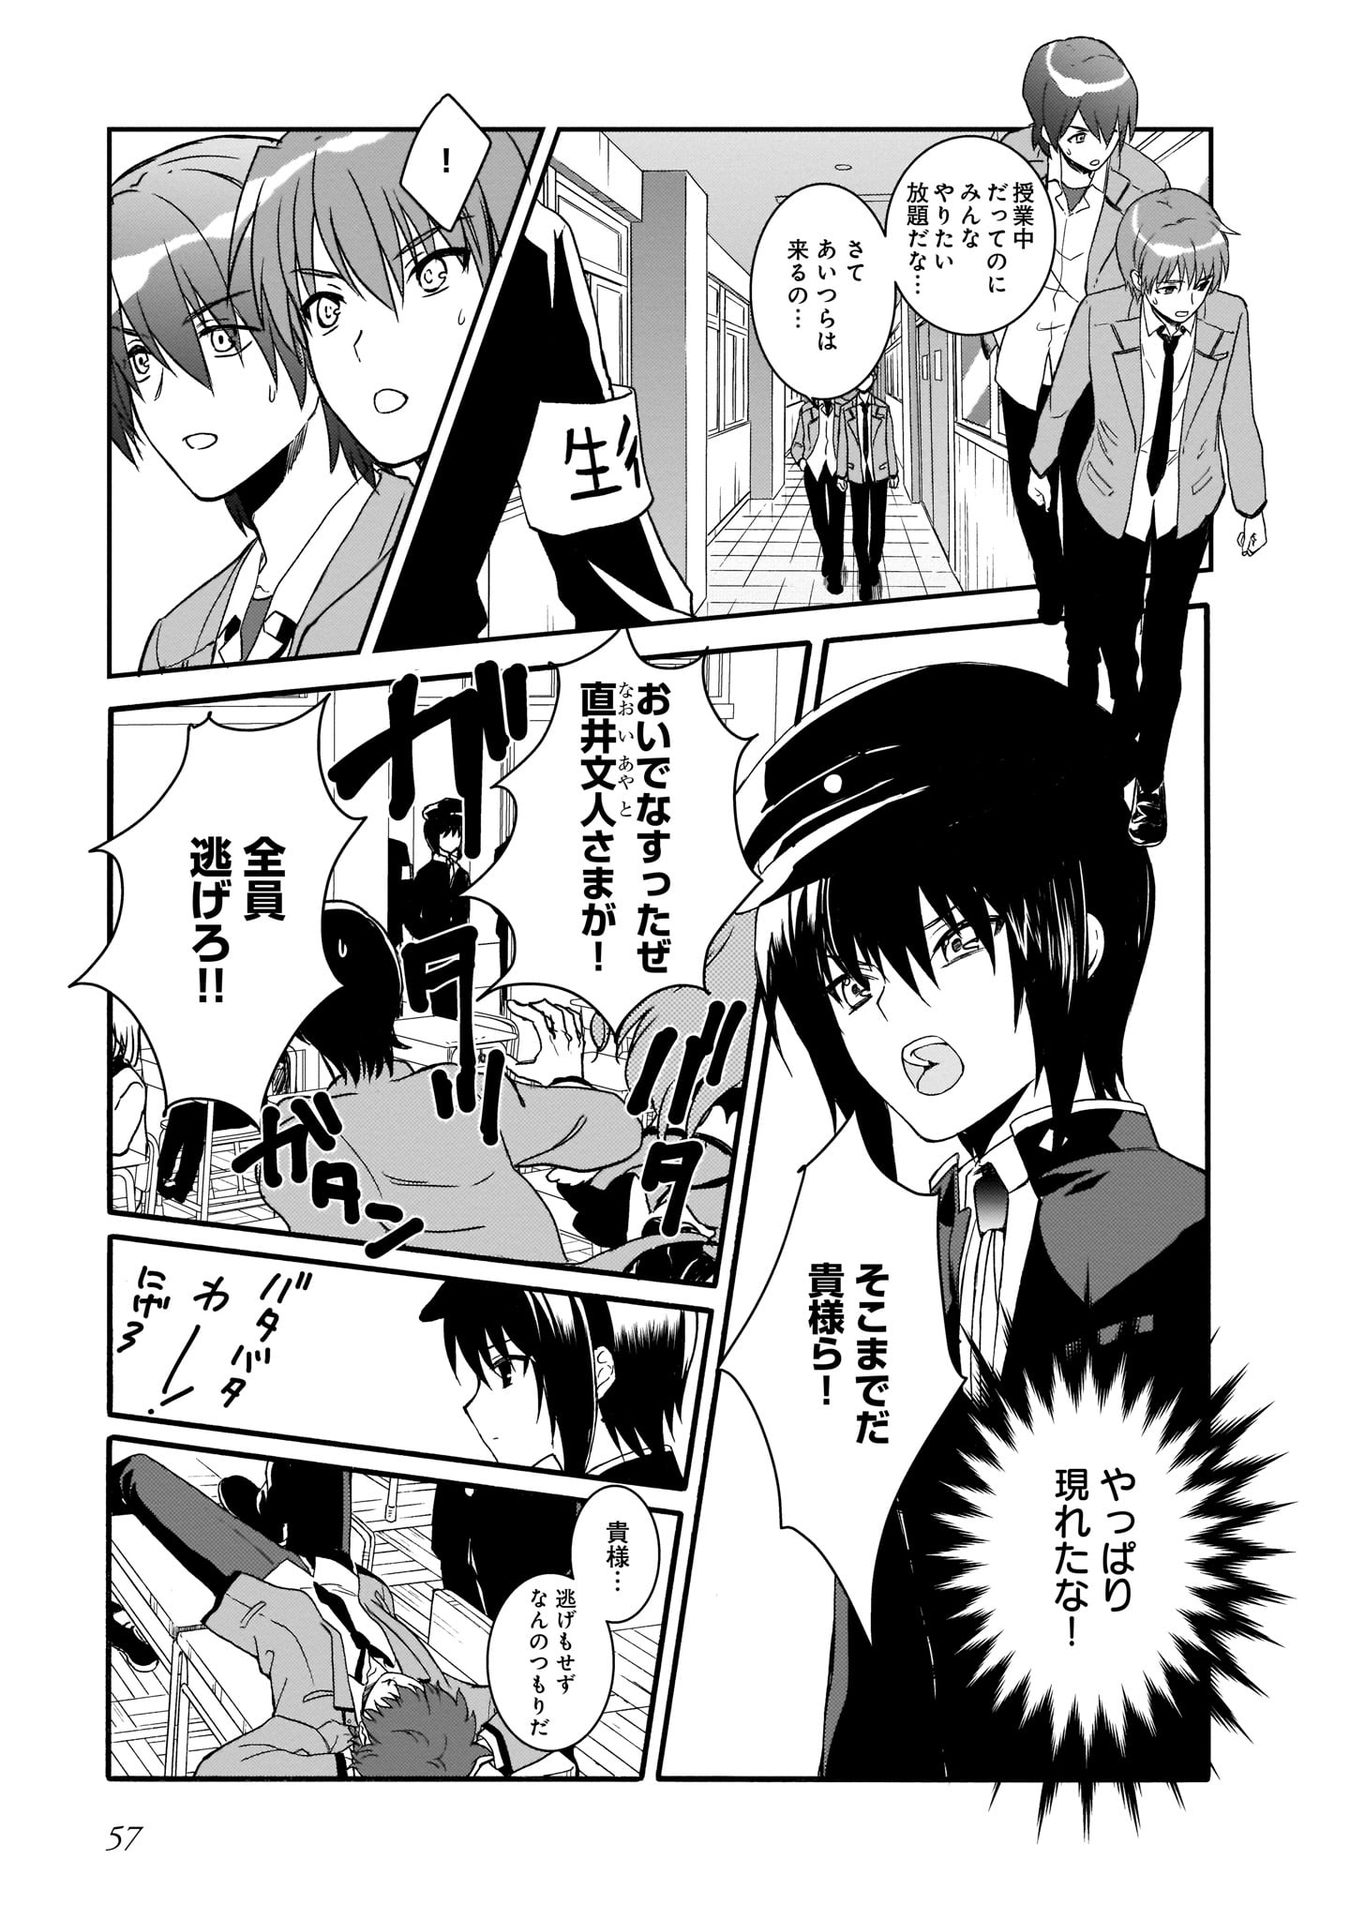 授業中
だってのに
みんな
やりたい
放題だな…
さて
あいつらは
来るの…
生徒
！
そこまでだ
貴様ら！
やっぱり
現れたな！
おいでなすったぜ
直井文人さまが！
なおい あやと
ガタッ
全員
逃げろ!!
ガタッ
ガタン
バタバタ
わー！
にげろ
貴様…
逃げもせず
なんのつもりだ
57